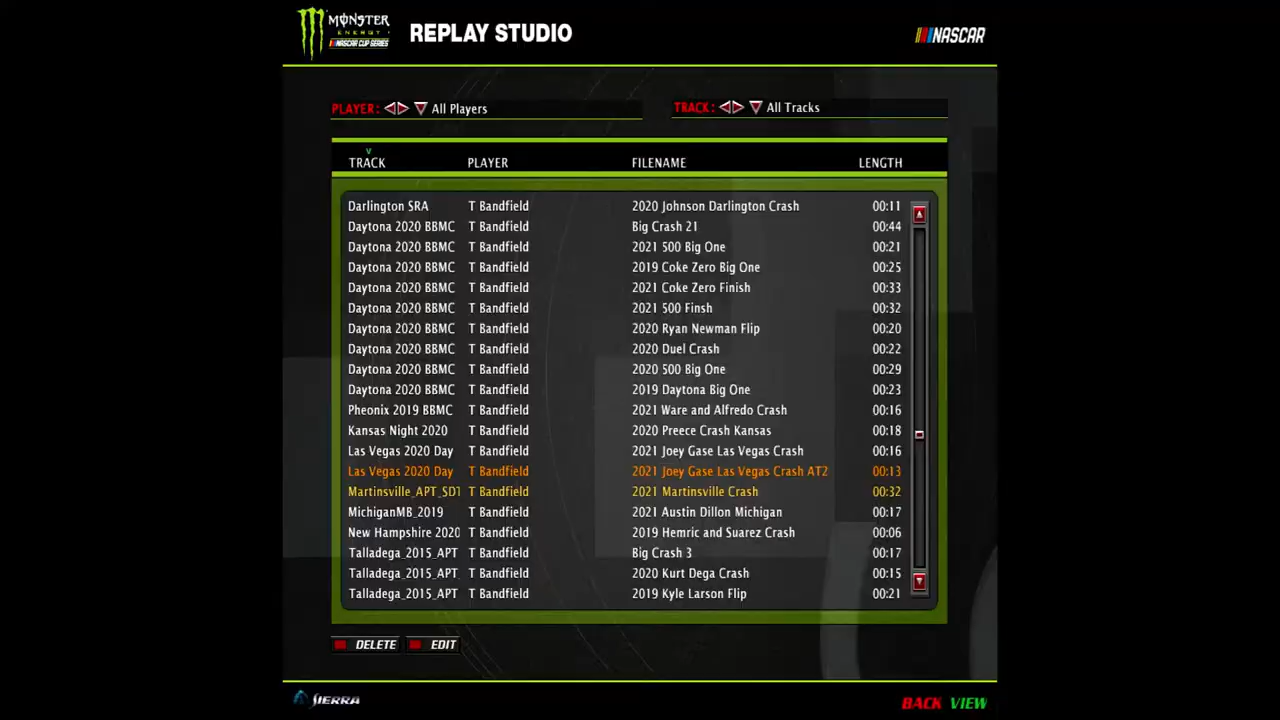 MONSTER ENERGY NASCAR CUP SERIES REPLAY STUDIO NASCAR
PLAYER: All Players TRACK: All Tracks
v
TRACK PLAYER FILENAME LENGTH
Darlington SRA T Bandfield 2020 Johnson Darlington Crash 00:11
Daytona 2020 BBMC T Bandfield Big Crash 21 00:44
Daytona 2020 BBMC T Bandfield 2021 500 Big One 00:21
Daytona 2020 BBMC T Bandfield 2019 Coke Zero Big One 00:25
Daytona 2020 BBMC T Bandfield 2021 Coke Zero Finish 00:33
Daytona 2020 BBMC T Bandfield 2021 500 Finsh 00:32
Daytona 2020 BBMC T Bandfield 2020 Ryan Newman Flip 00:20
Daytona 2020 BBMC T Bandfield 2020 Duel Crash 00:22
Daytona 2020 BBMC T Bandfield 2020 500 Big One 00:29
Daytona 2020 BBMC T Bandfield 2019 Daytona Big One 00:23
Pheonix 2019 BBMC T Bandfield 2021 Ware and Alfredo Crash 00:16
Kansas Night 2020 T Bandfield 2020 Preece Crash Kansas 00:18
Las Vegas 2020 Day T Bandfield 2021 Joey Gase Las Vegas Crash 00:16
Las Vegas 2020 Day T Bandfield 2021 Joey Gase Las Vegas Crash AT2 00:13
Martinsville_APT_SDT T Bandfield 2021 Martinsville Crash 00:32
MichiganMB_2019 T Bandfield 2021 Austin Dillon Michigan 00:17
New Hampshire 2020 T Bandfield 2019 Hemric and Suarez Crash 00:06
Talladega_2015_APT T Bandfield Big Crash 3 00:17
Talladega_2015_APT T Bandfield 2020 Kurt Dega Crash 00:15
Talladega_2015_APT T Bandfield 2019 Kyle Larson Flip 00:21
DELETE EDIT
SIERRA BACK VIEW